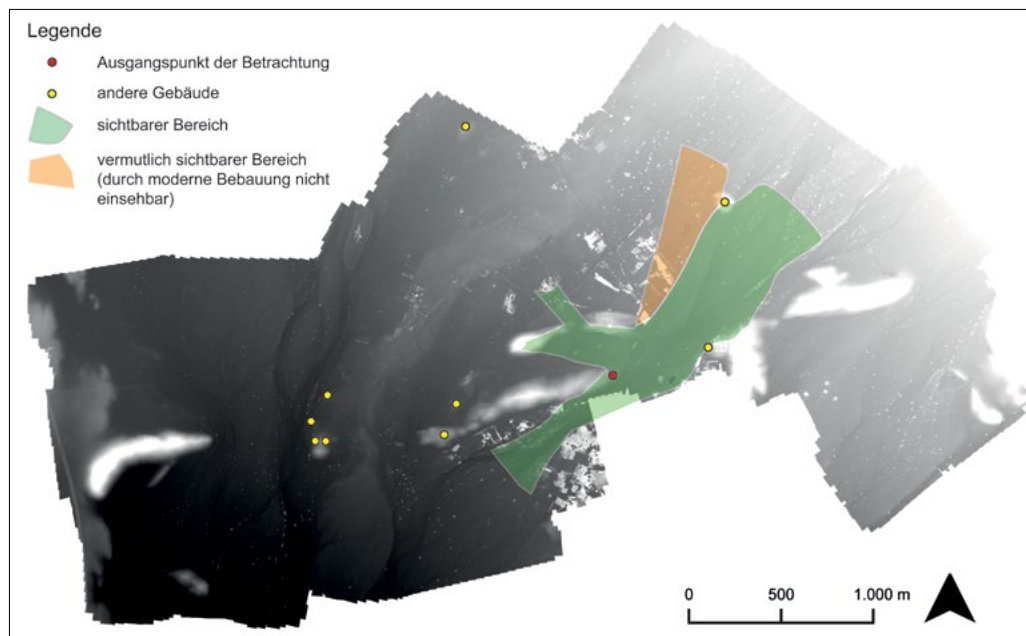 Legende
Ausgangspunkt der Betrachtung
andere Gebäude
sichtbarer Bereich
vermutlich sichtbarer Bereich
(durch moderne Bebauung nicht
einsehbar)
0 500 1.000 m